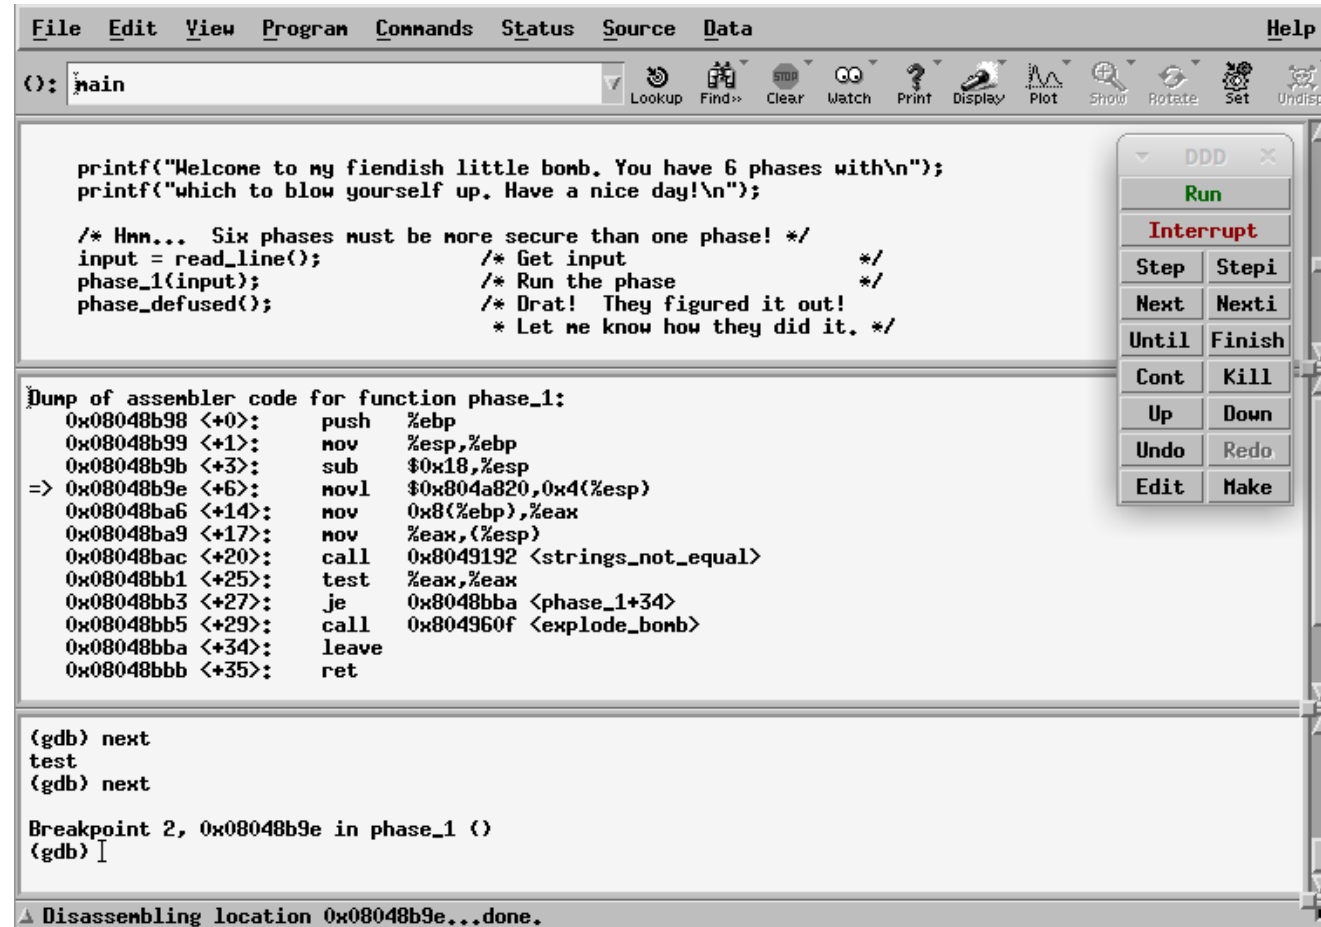 File Edit View Program Commands Status Source Data Help
(): main
Lookup Find» Clear Watch Print Display Plot Show Rotate Set Undisp
STOP
printf("Welcome to my fiendish little bomb. You have 6 phases with\n");
printf("which to blow yourself up. Have a nice day!\n");
/* Hmm... Six phases must be more secure than one phase! */
input = read_line(); /* Get input */
phase_1(input); /* Run the phase */
phase_defused(); /* Drat! They figured it out!
* Let me know how they did it. */
DDD
Run
Interrupt
Step Stepi
Next Nexti
Until Finish
Cont Kill
Up Down
Undo Redo
Edit Make
Dump of assembler code for function phase_1:
0x08048b98 <+0>: push %ebp
0x08048b99 <+1>: mov %esp,%ebp
0x08048b9b <+3>: sub $0x18,%esp
=> 0x08048b9e <+6>: movl $0x804a820,0x4(%esp)
0x08048ba6 <+14>: mov 0x8(%ebp),%eax
0x08048ba9 <+17>: mov %eax,(%esp)
0x08048bac <+20>: call 0x8049192 <strings_not_equal>
0x08048bb1 <+25>: test %eax,%eax
0x08048bb3 <+27>: je 0x8048bba <phase_1+34>
0x08048bb5 <+29>: call 0x804960f <explode_bomb>
0x08048bba <+34>: leave
0x08048bbb <+35>: ret
(gdb) next
test
(gdb) next
Breakpoint 2, 0x08048b9e in phase_1 ()
(gdb)
Disassembling location 0x08048b9e...done.